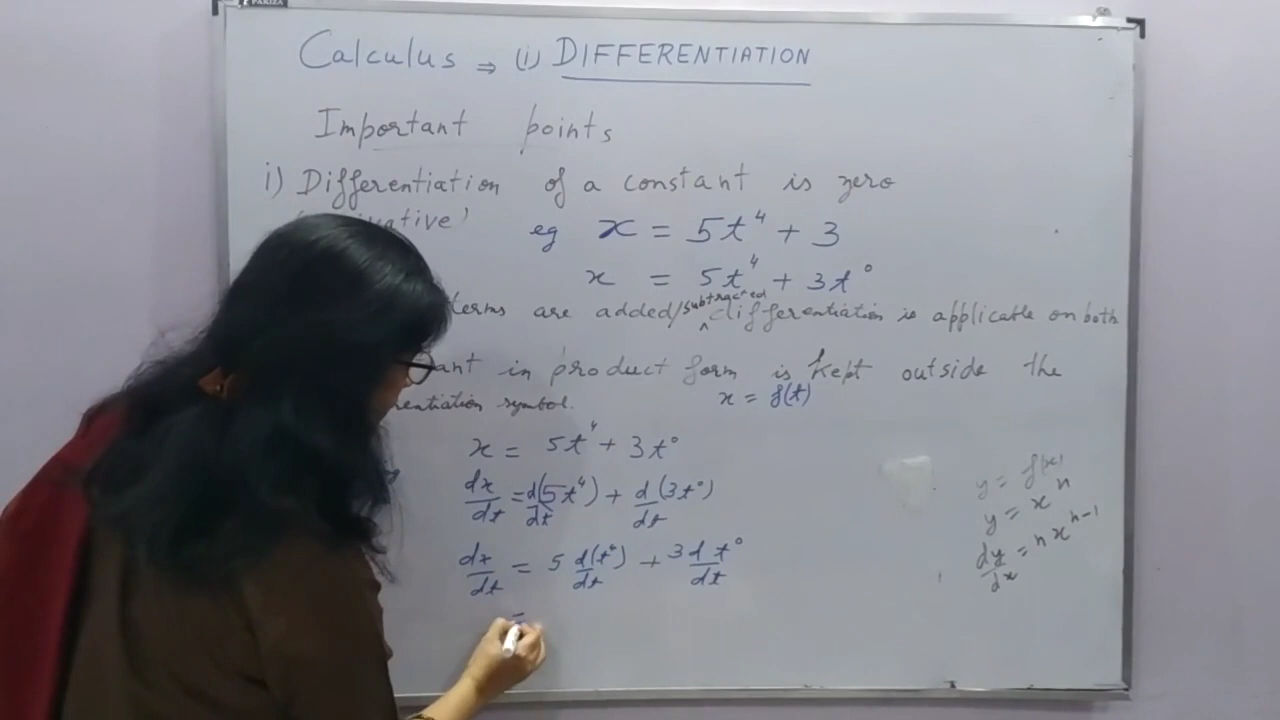 Calculus ⇒ (i) DIFFERENTIATION
Important points
i) Differentiation of a constant is zero
eg x = 5t⁴ + 3
x = 5t⁴ + 3t⁰
terms are added/subtracted differentiation is applicable on both
in product form is kept outside the
symbol. x = f(t)
x = 5t⁴ + 3t⁰
dx/dt = d(5t⁴)/dt + d(3t⁰)/dt
dx/dt = 5 d(t⁴)/dt + 3 d t⁰/dt
=
y = f(x)
y = xⁿ
dy/dx = nxⁿ⁻¹